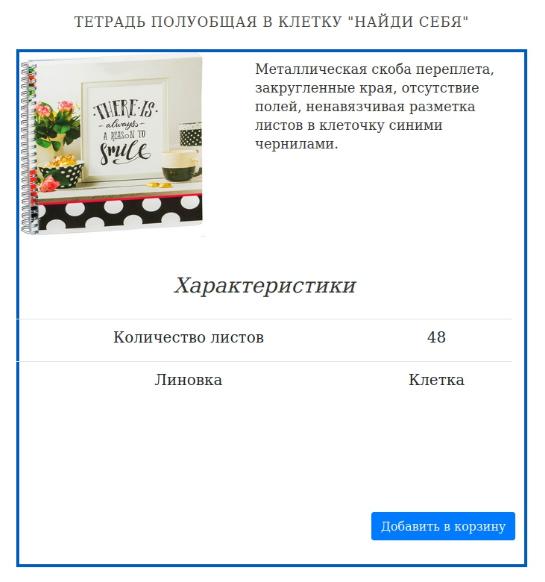 ТЕТРАДЬ ПОЛУОБЩАЯ В КЛЕТКУ "НАЙДИ СЕБЯ"
THERE·IS
always
A REASON TO
Smile
Металлическая скоба переплета,
закругленные края, отсутствие
полей, ненавязчивая разметка
листов в клеточку синими
чернилами.
Характеристики
Количество листов 48
Линовка Клетка
Добавить в корзину